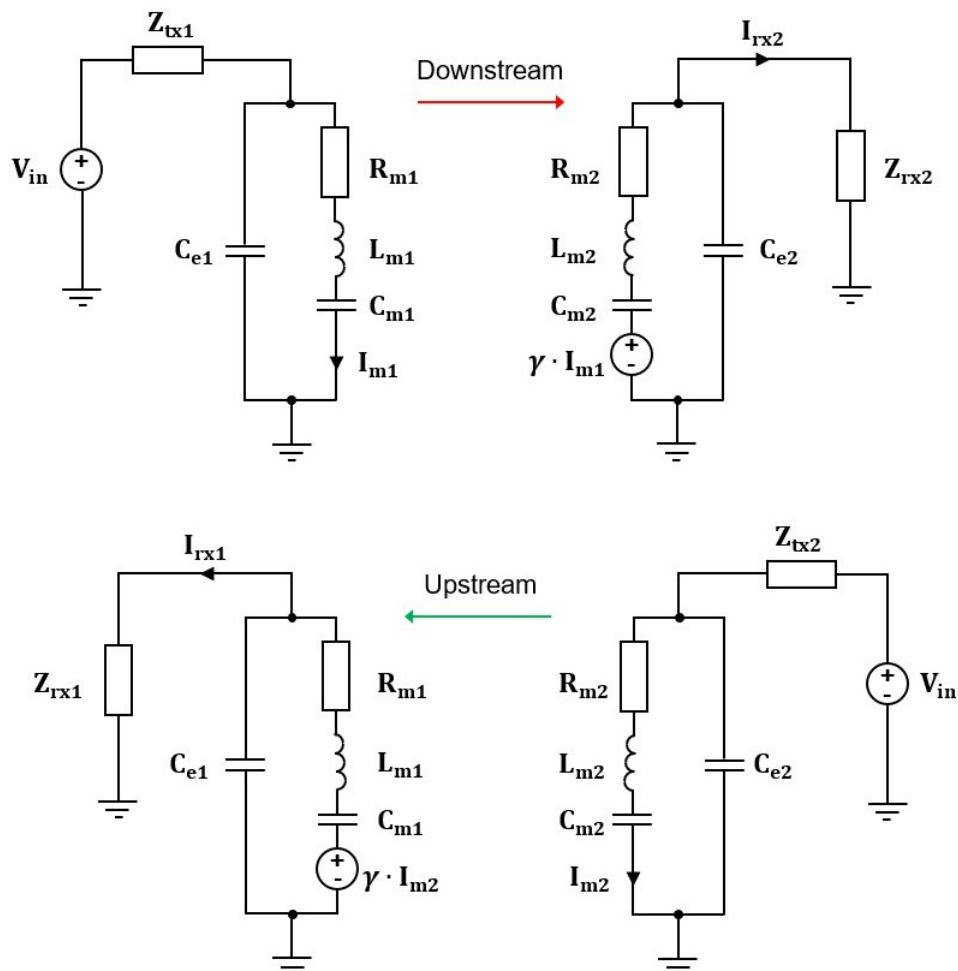 Z_tx1
I_rx2
Downstream
V_in
+
-
R_m1
R_m2
Z_rx2
C_e1
L_m1
L_m2
C_e2
C_m1
C_m2
I_m1
γ · I_m1
+
-
Z_tx2
I_rx1
Upstream
Z_rx1
R_m1
R_m2
+
-
V_in
C_e1
L_m1
L_m2
C_e2
C_m1
C_m2
+
-
γ · I_m2
I_m2